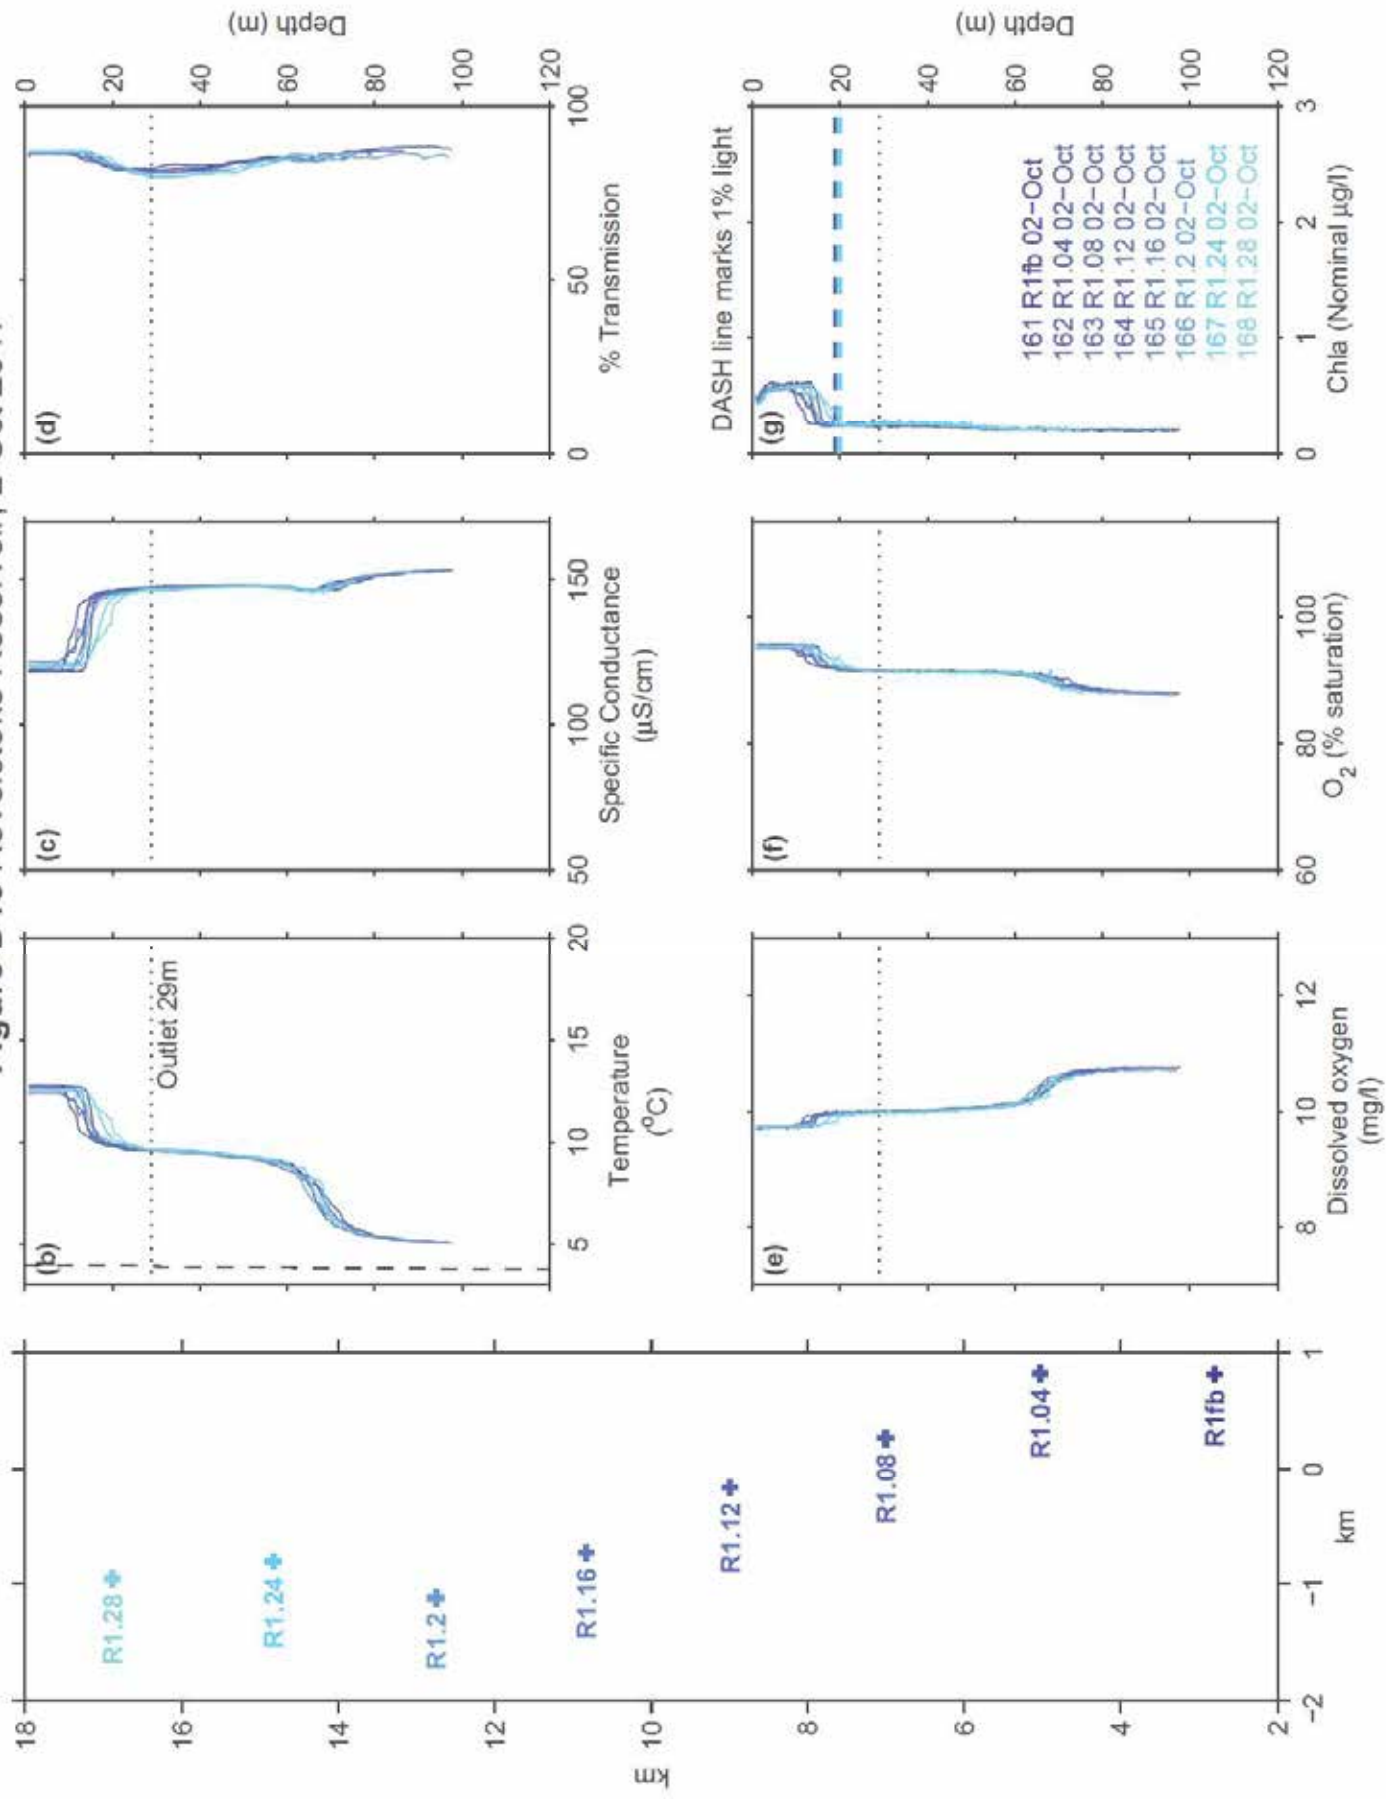 Figure Revelstoke Reservoir, 2 Oct
18
16
14
12
10
8
6
4
2
km
−2
−1
0
1
km
R1.28
R1.24
R1.2
R1.16
R1.12
R1.08
R1.04
R1fb
(b)
Outlet 29m
5
10
15
20
Temperature
(°C)
(c)
50
100
150
Specific Conductance
(µS/cm)
(d)
0
50
100
% Transmission
0
20
40
60
80
100
120
Depth (m)
(e)
8
10
12
Dissolved oxygen
(mg/l)
(f)
60
80
100
O₂ (% saturation)
DASH line marks 1% light
(g)
161 R1fb 02−Oct
162 R1.04 02−Oct
163 R1.08 02−Oct
164 R1.12 02−Oct
165 R1.16 02−Oct
166 R1.2 02−Oct
167 R1.24 02−Oct
168 R1.28 02−Oct
0
1
2
3
Chla (Nominal µg/l)
0
20
40
60
80
100
120
Depth (m)